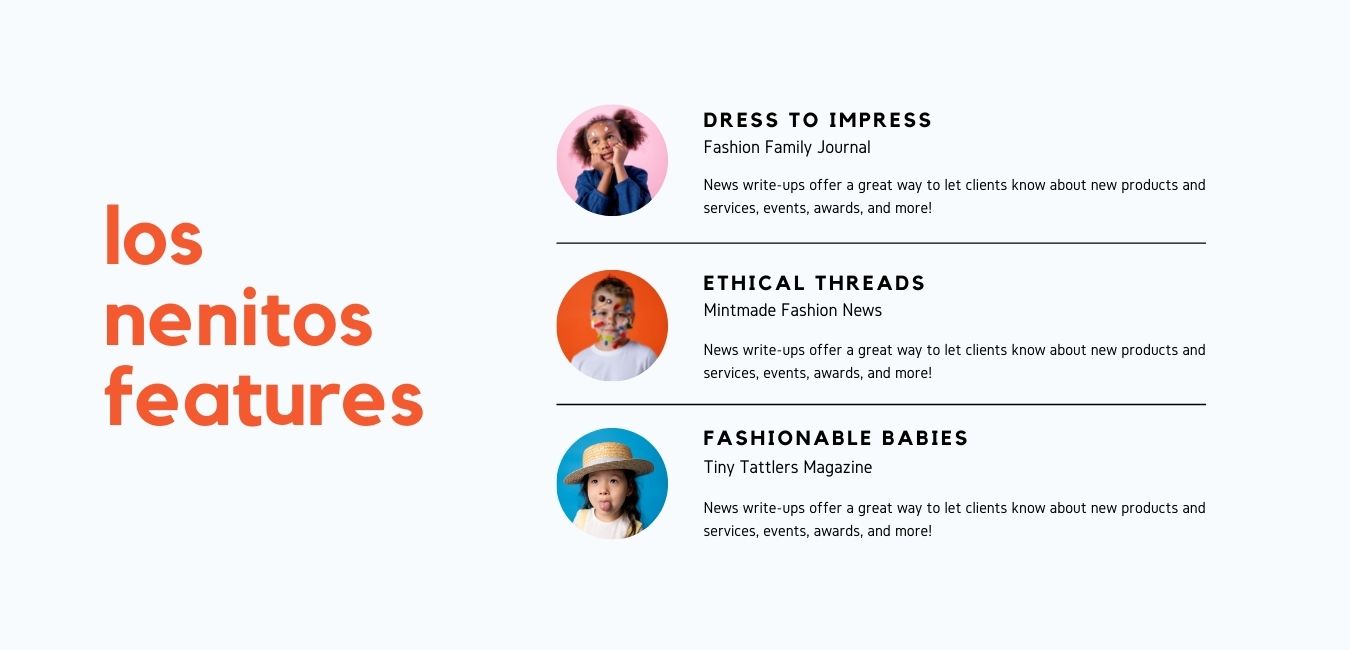 los
nenitos
features
DRESS TO IMPRESS
Fashion Family Journal
News write-ups offer a great way to let clients know about new products and
services, events, awards, and more!
ETHICAL THREADS
Mintmade Fashion News
News write-ups offer a great way to let clients know about new products and
services, events, awards, and more!
FASHIONABLE BABIES
Tiny Tattlers Magazine
News write-ups offer a great way to let clients know about new products and
services, events, awards, and more!